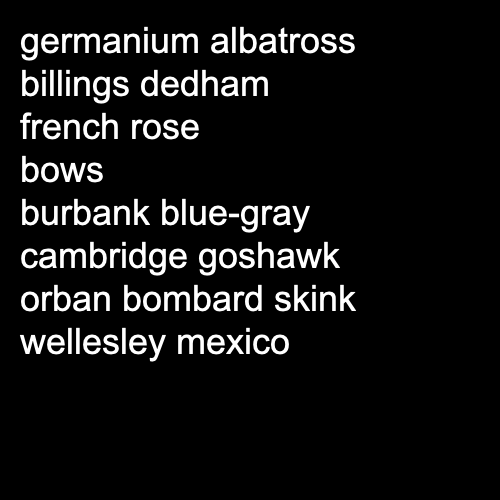 germanium albatross
billings dedham
french rose
bows
burbank blue-gray
cambridge goshawk
orban bombard skink
wellesley mexico